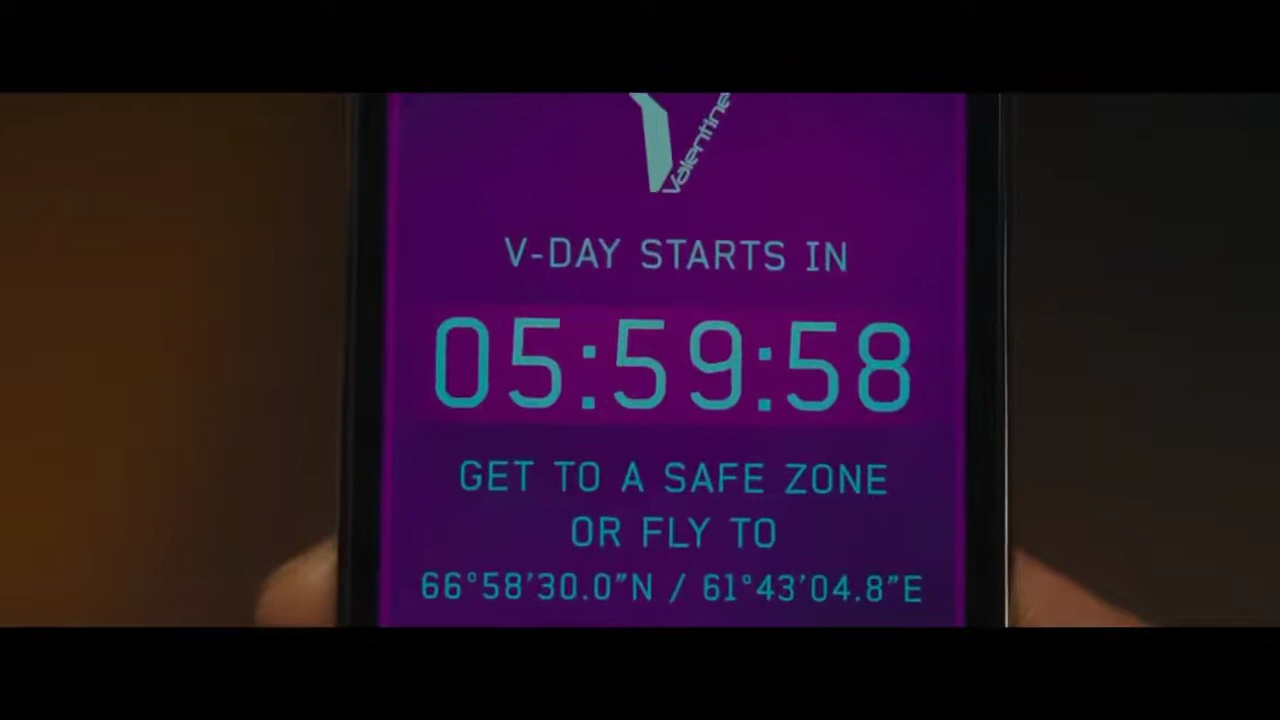 Valentine
V-DAY STARTS IN
05:59:58
GET TO A SAFE ZONE
OR FLY TO
66°58'30.0"N / 61°43'04.8"E